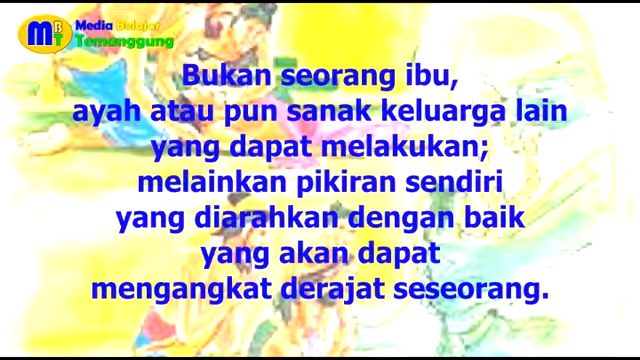 Media Belajar
Temanggung
MBT
Bukan seorang ibu,
ayah atau pun sanak keluarga lain
yang dapat melakukan;
melainkan pikiran sendiri
yang diarahkan dengan baik
yang akan dapat
mengangkat derajat seseorang.